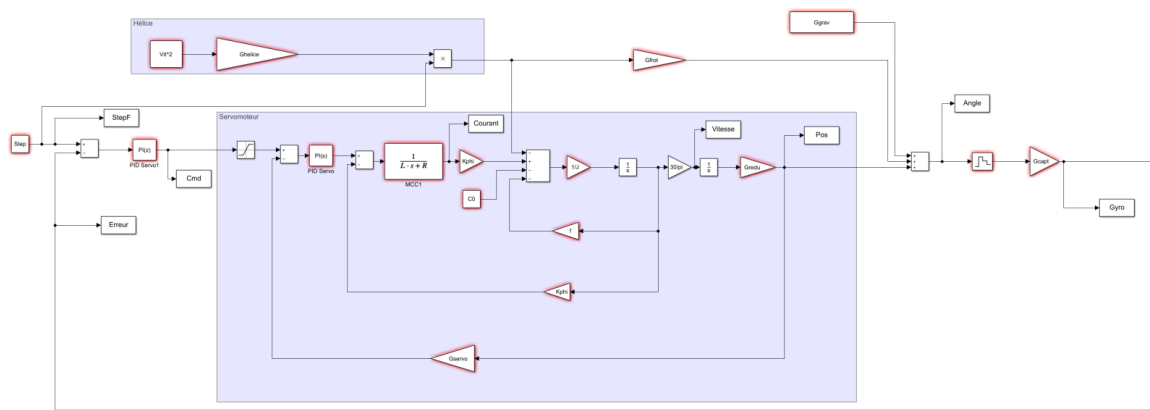 Hélice
Vit^2
Ghelice
×
Gfrot
Ggrav
Angle
StepF
Step
+
-
PI(z)
PID Servo1
Cmd
Erreur
Servomoteur
+
-
PI(s)
PID Servo
+
-
1
L · s + R
MCC1
Courant
Kphi
C0
+
+
-
-
1/J
1
s
Vitesse
30/pi
1
s
Gredu
Pos
f
Kphi
Gservo
+
+
+
Gcapt
Gyro